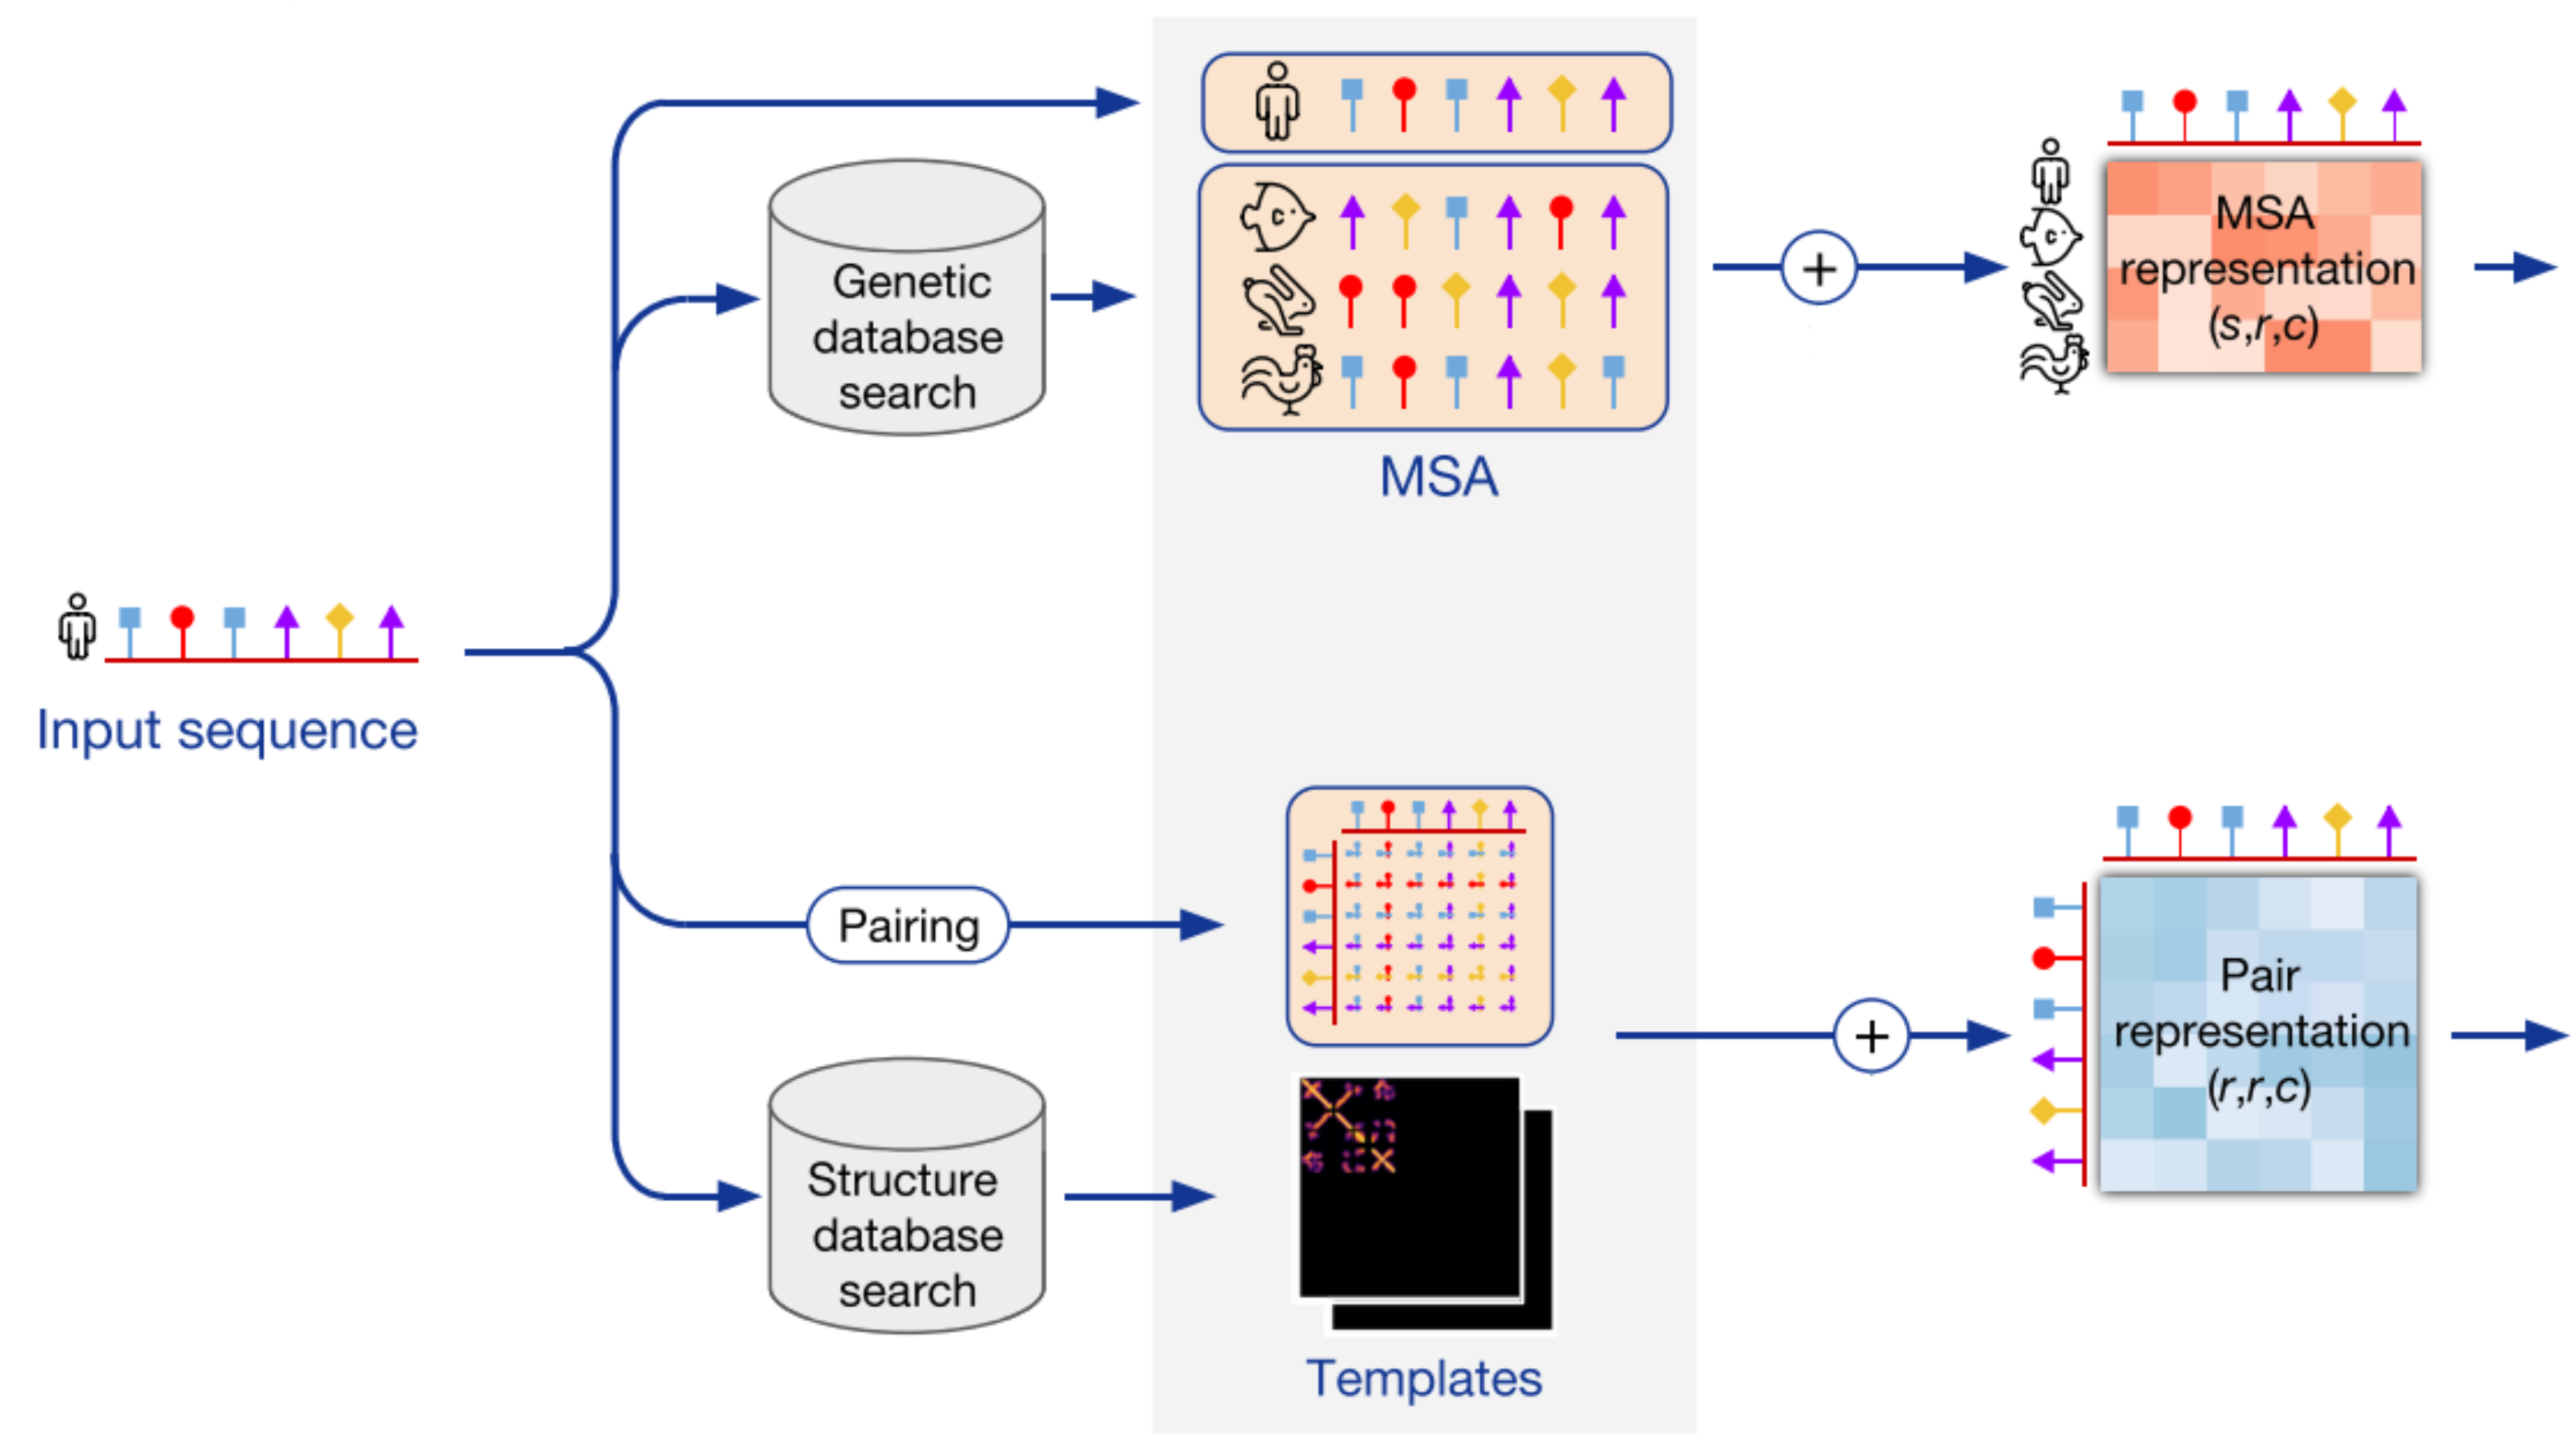 Genetic
database
search
MSA
+
MSA
representation
(s,r,c)
Input sequence
Pairing
Structure
database
search
Templates
+
Pair
representation
(r,r,c)